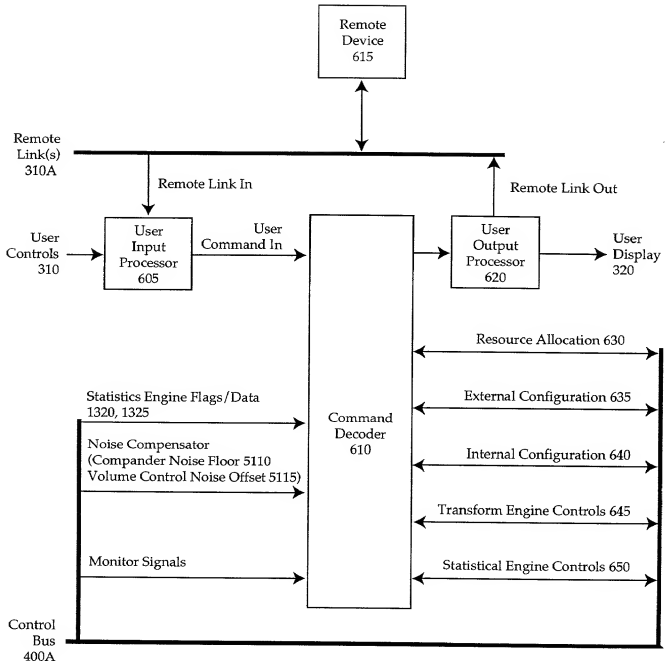 Remote
Device
615
Remote
Link(s)
310A
Remote Link In
Remote Link Out
User
Controls
310
User
Input
Processor
605
User
Command In
User
Output
Processor
620
User
Display
320
Resource Allocation 630
Statistics Engine Flags/Data
1320, 1325
External Configuration 635
Command
Decoder
610
Noise Compensator
(Compander Noise Floor 5110
Volume Control Noise Offset 5115)
Internal Configuration 640
Transform Engine Controls 645
Monitor Signals
Statistical Engine Controls 650
Control
Bus
400A